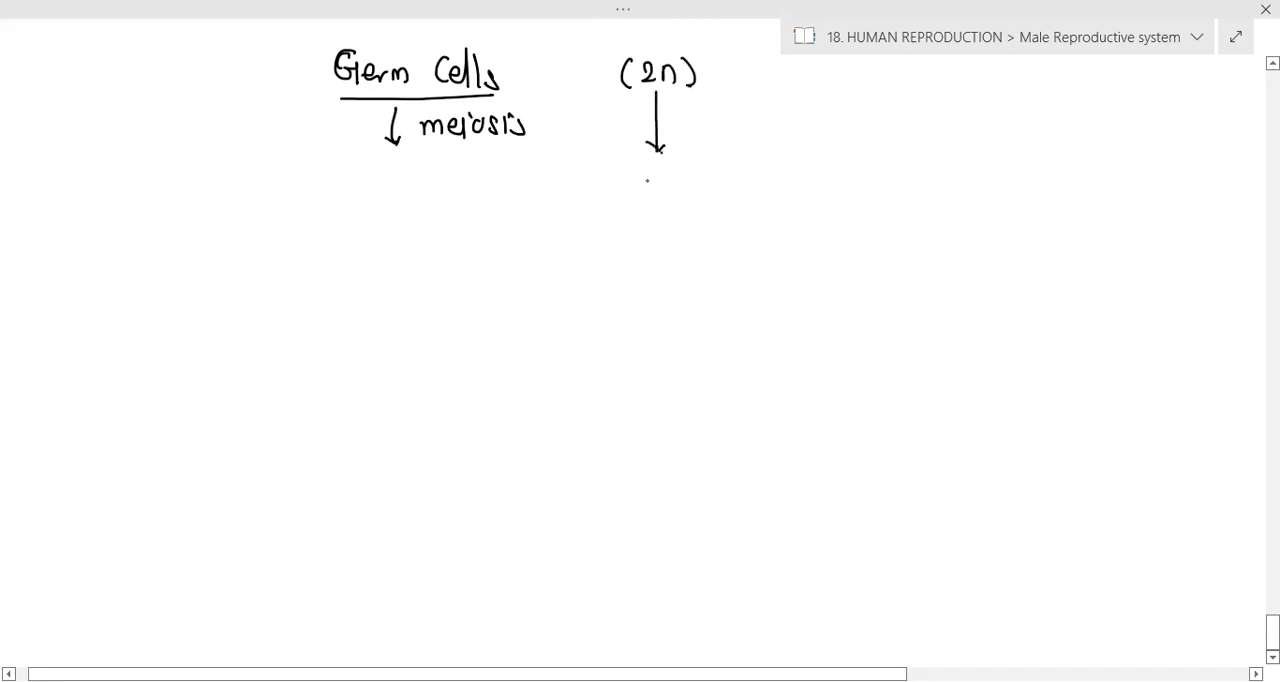 18. HUMAN REPRODUCTION > Male Reproductive system
Germ Cells (2n)
↓ meiosis ↓